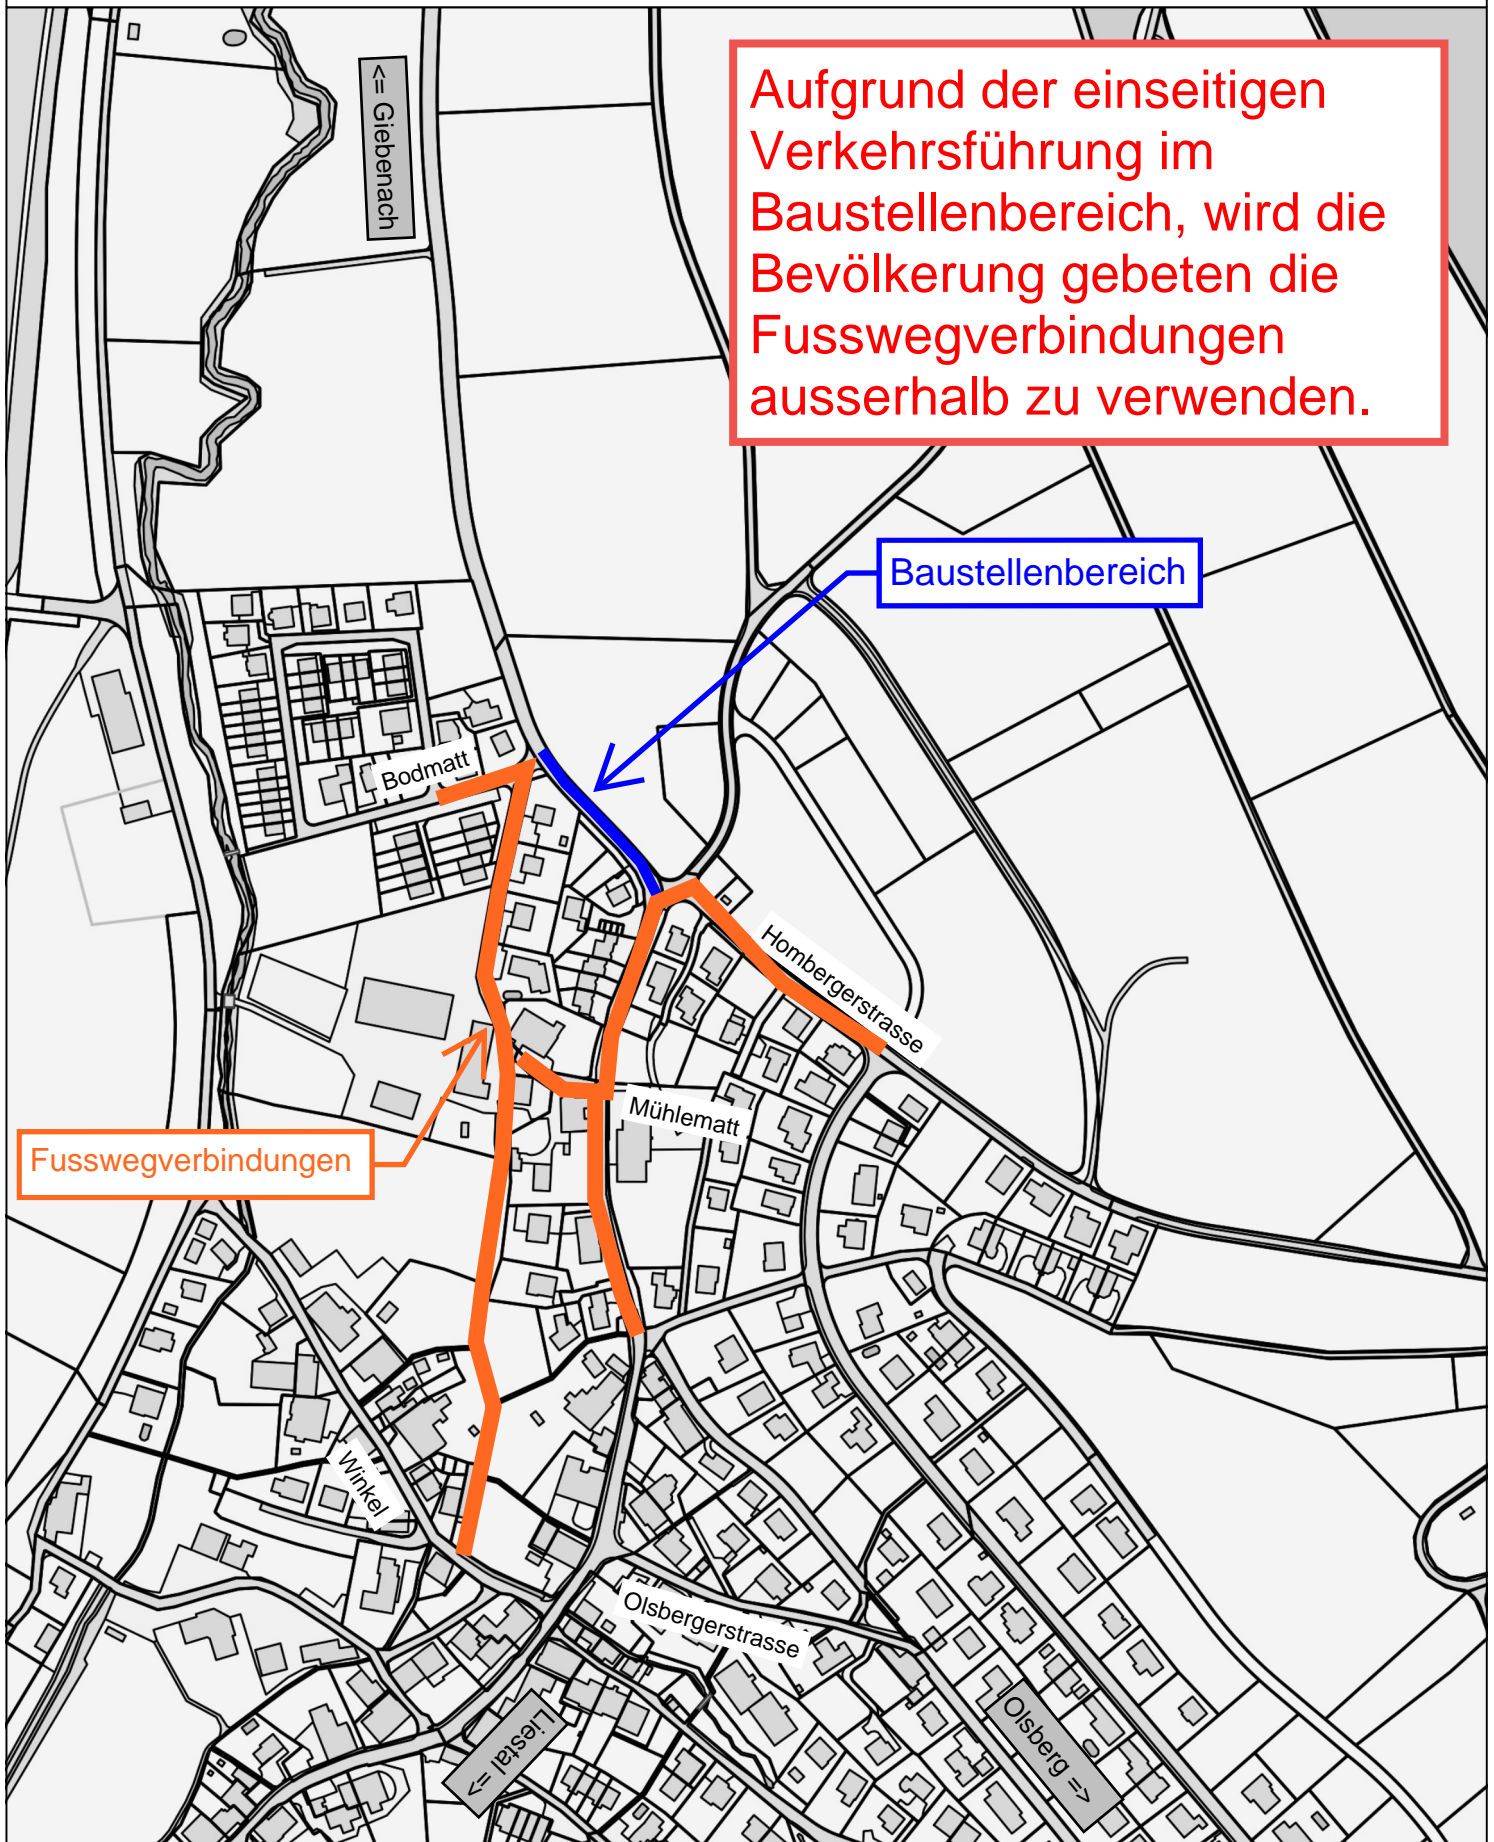 <= Giebenach
Aufgrund der einseitigen
Verkehrsführung im
Baustellenbereich, wird die
Bevölkerung gebeten die
Fusswegverbindungen
ausserhalb zu verwenden.
Baustellenbereich
Bodmatt
Hombergerstrasse
Mühlematt
Fusswegverbindungen
Winkel
Olsbergerstrasse
Liestal =>
Olsberg =>